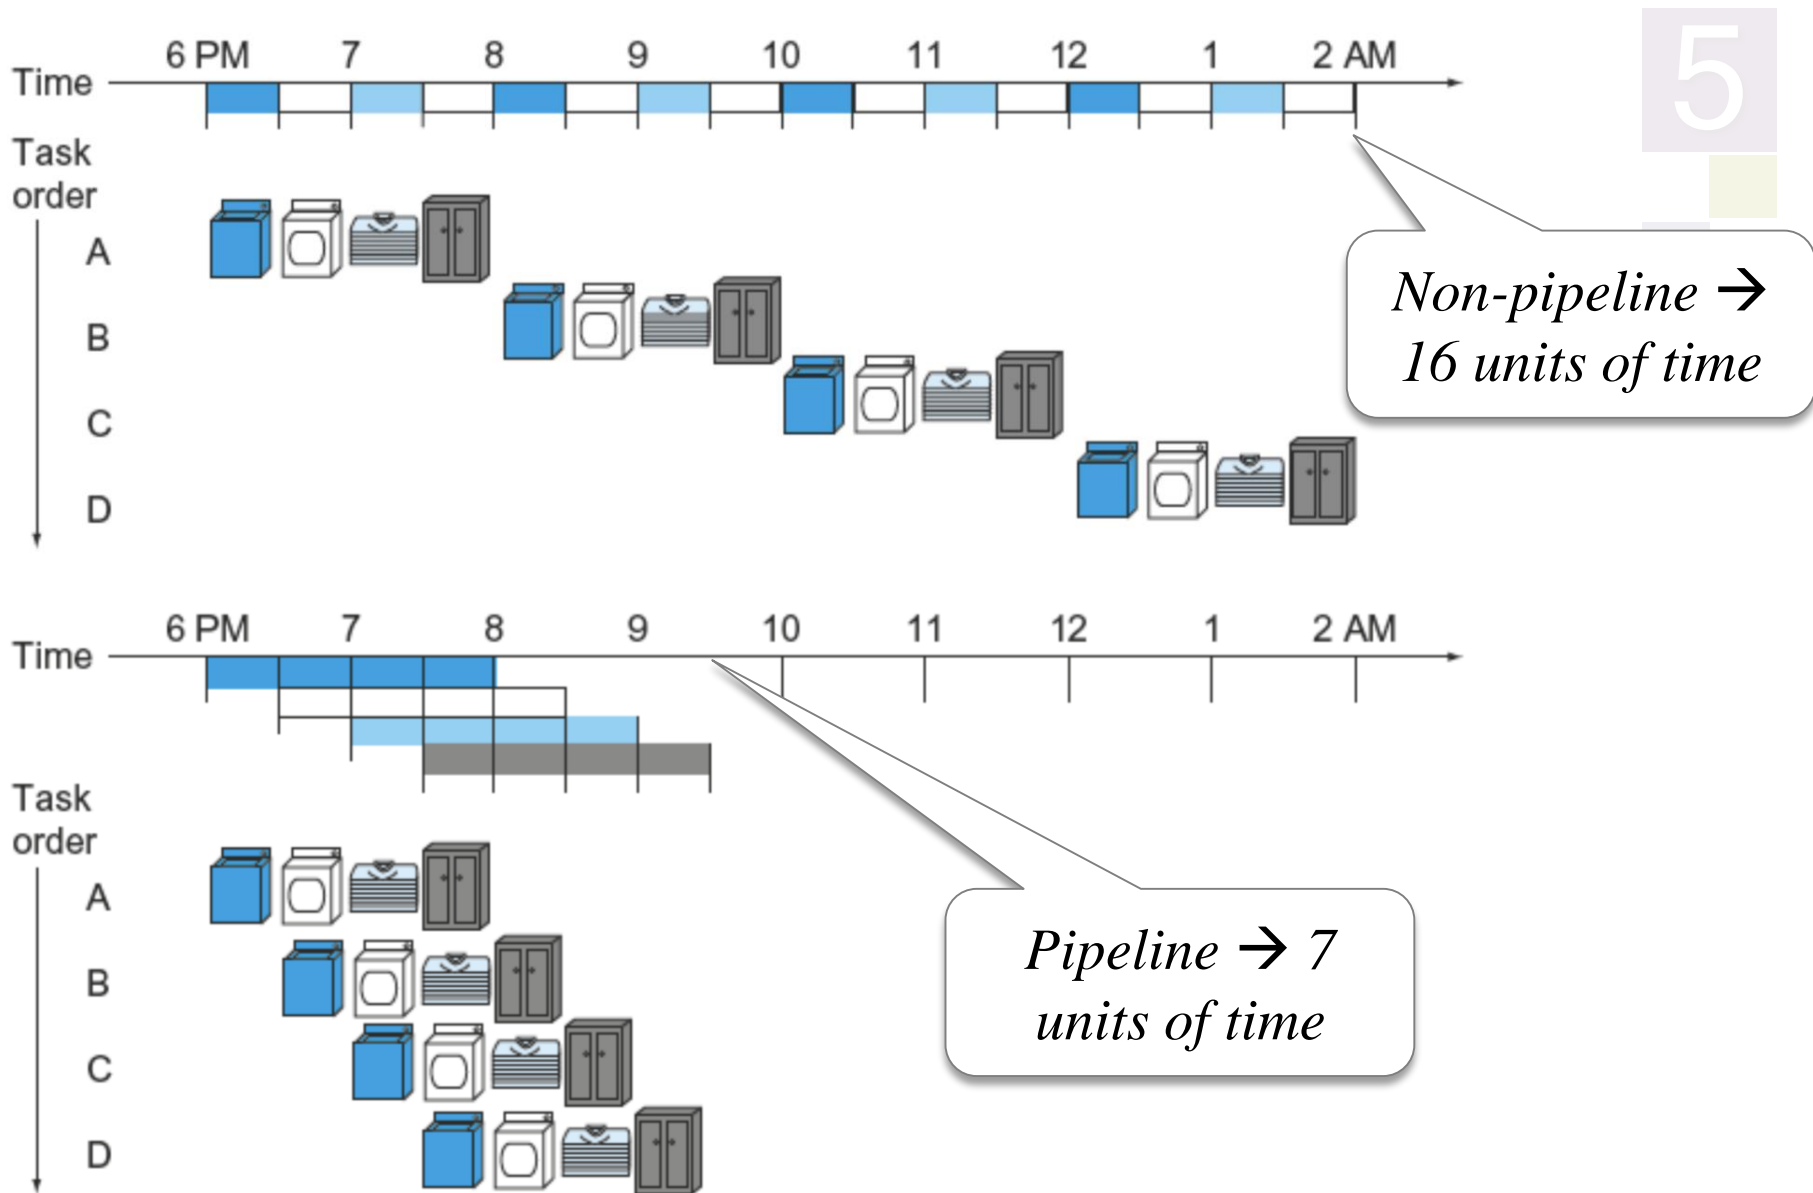 5
6 PM 7 8 9 10 11 12 1 2 AM
Time
Task
order
A
B
C
D
Non-pipeline →
16 units of time
6 PM 7 8 9 10 11 12 1 2 AM
Time
Task
order
A
B
C
D
Pipeline → 7
units of time